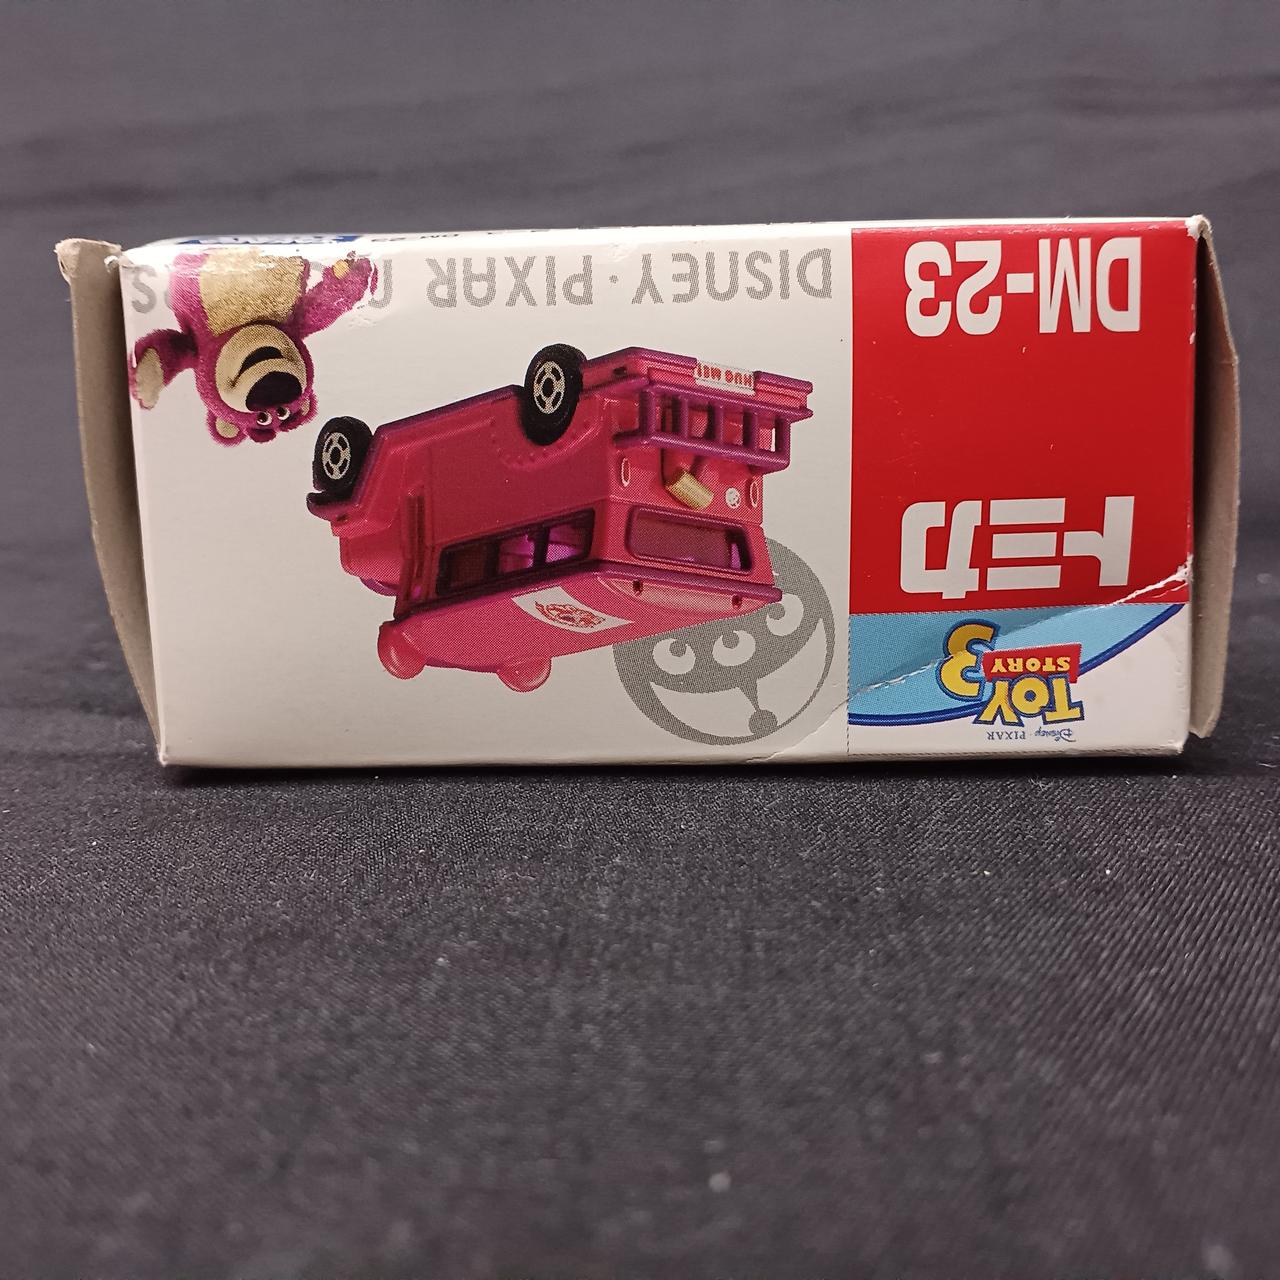 Disney · PIXAR
TOY
STORY
3
トミカ
DM-23
HUG ME!
DISNEY·PIXAR